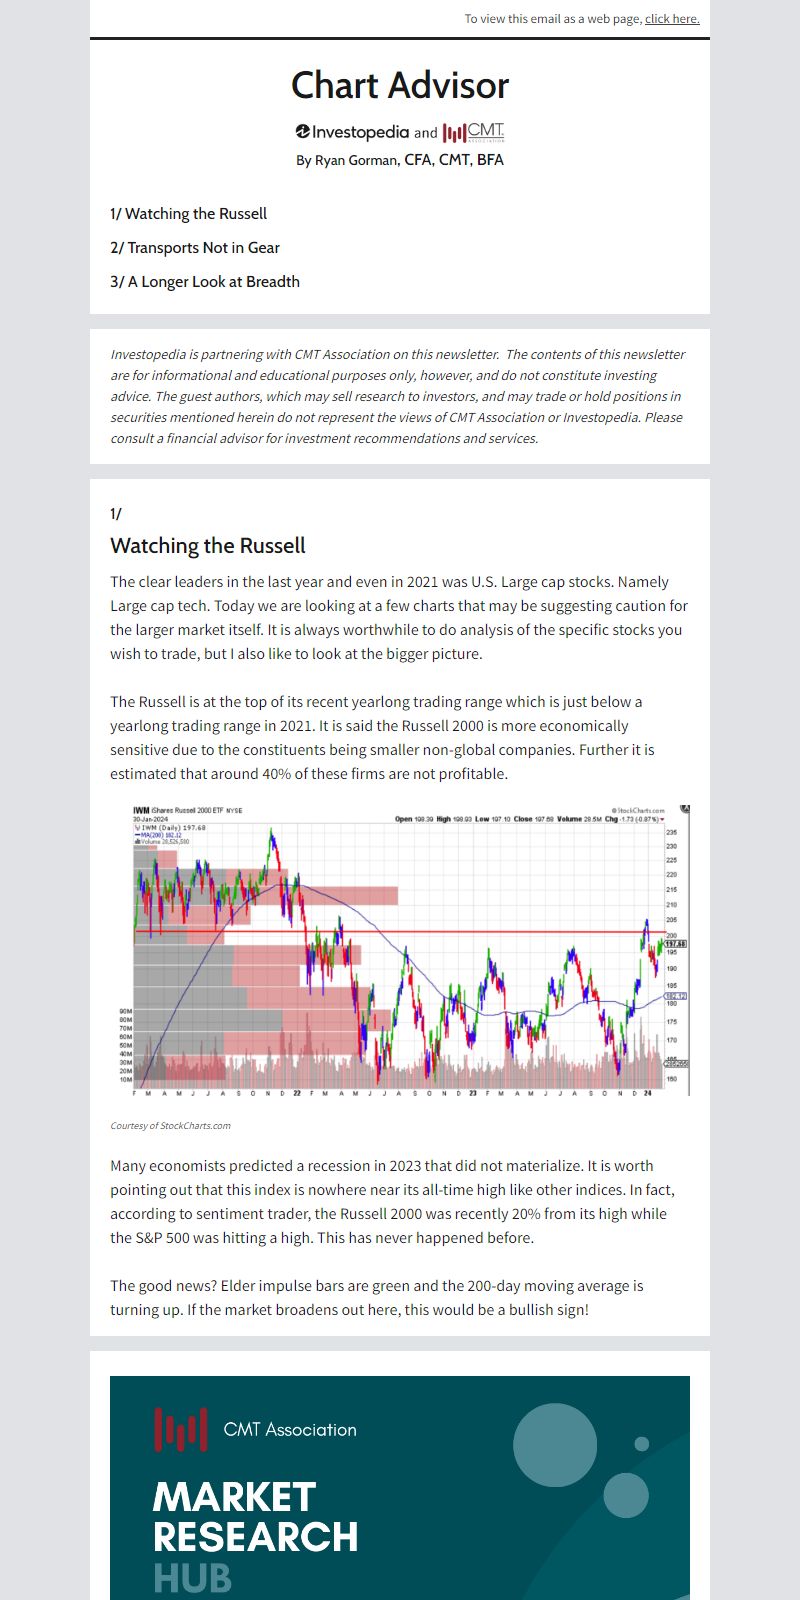 To view this email as a web page, click here.
Chart Advisor
Investopedia and CMT ASSOCIATION
By Ryan Gorman, CFA, CMT, BFA
1/ Watching the Russell
2/ Transports Not in Gear
3/ A Longer Look at Breadth
Investopedia is partnering with CMT Association on this newsletter. The contents of this newsletter
are for informational and educational purposes only, however, and do not constitute investing
advice. The guest authors, which may sell research to investors, and may trade or hold positions in
securities mentioned herein do not represent the views of CMT Association or Investopedia. Please
consult a financial advisor for investment recommendations and services.
1/
Watching the Russell
The clear leaders in the last year and even in 2021 was U.S. Large cap stocks. Namely
Large cap tech. Today we are looking at a few charts that may be suggesting caution for
the larger market itself. It is always worthwhile to do analysis of the specific stocks you
wish to trade, but I also like to look at the bigger picture.
The Russell is at the top of its recent yearlong trading range which is just below a
yearlong trading range in 2021. It is said the Russell 2000 is more economically
sensitive due to the constituents being smaller non-global companies. Further it is
estimated that around 40% of these firms are not profitable.
IWM iShares Russell 2000 ETF NYSE © StockCharts.com
30-Jan-2024 Open 198.39 High 198.93 Low 197.10 Close 197.68 Volume 28.5M Chg -1.73 (-0.87%)
IWM (Daily) 197.68
MA(200) 182.12
Volume 28,526,580
235
230
225
220
215
210
205
200
197.68
195
190
185
182.12
175
170
165
150
90M
80M
70M
60M
50M
40M
30M
20M
10M
F M A M J J A S O N D 22 F M A M J J A S O N D 23 F M A M J J A S O N D 24
Courtesy of StockCharts.com
Many economists predicted a recession in 2023 that did not materialize. It is worth
pointing out that this index is nowhere near its all-time high like other indices. In fact,
according to sentiment trader, the Russell 2000 was recently 20% from its high while
the S&P 500 was hitting a high. This has never happened before.
The good news? Elder impulse bars are green and the 200-day moving average is
turning up. If the market broadens out here, this would be a bullish sign!
CMT Association
MARKET
RESEARCH
HUB